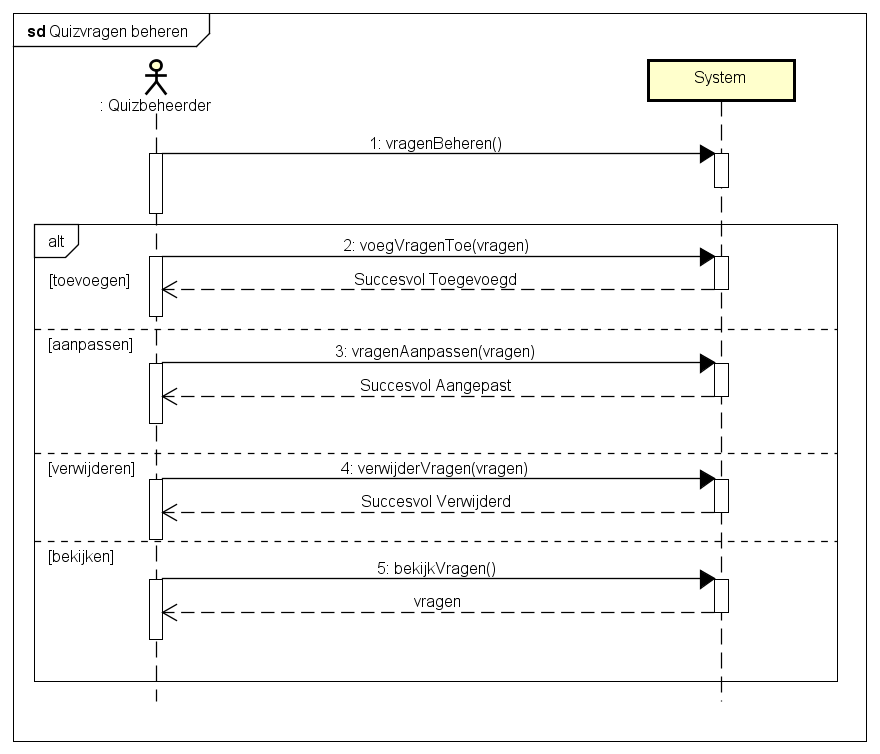 sd Quizvragen beheren
: Quizbeheerder
System
1: vragenBeheren()
alt
2: voegVragenToe(vragen)
[toevoegen]
Succesvol Toegevoegd
[aanpassen]
3: vragenAanpassen(vragen)
Succesvol Aangepast
[verwijderen]
4: verwijderVragen(vragen)
Succesvol Verwijderd
[bekijken]
5: bekijkVragen()
vragen